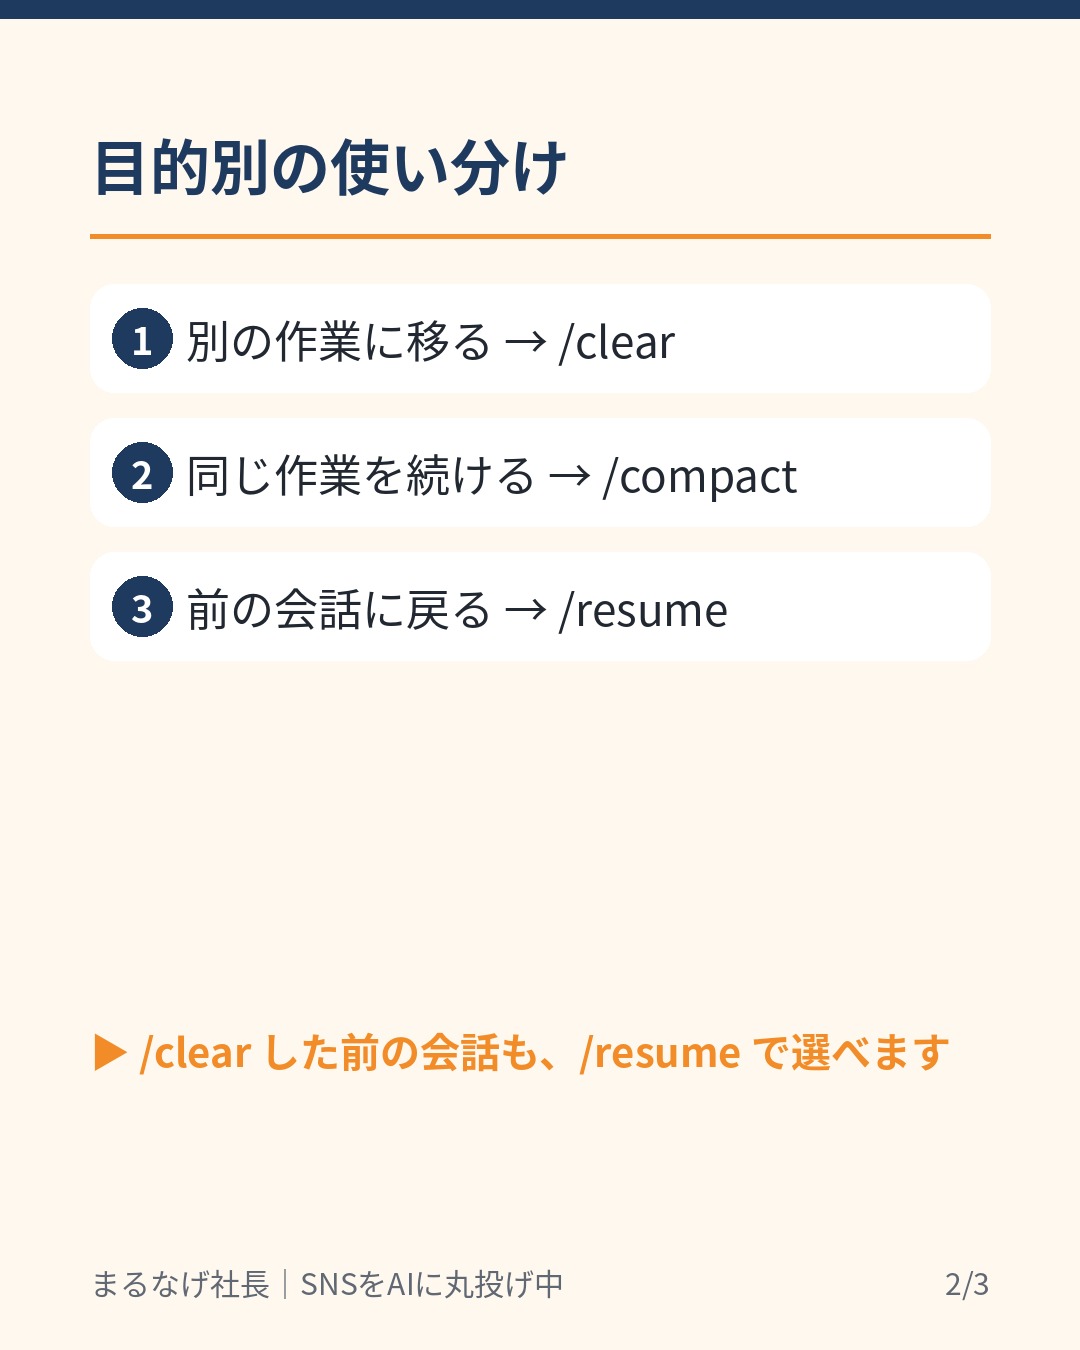 目的別の使い分け
1 別の作業に移る → /clear
2 同じ作業を続ける → /compact
3 前の会話に戻る → /resume
▶ /clear した前の会話も、/resume で選べます
まるなげ社長｜SNSをAIに丸投げ中
2/3